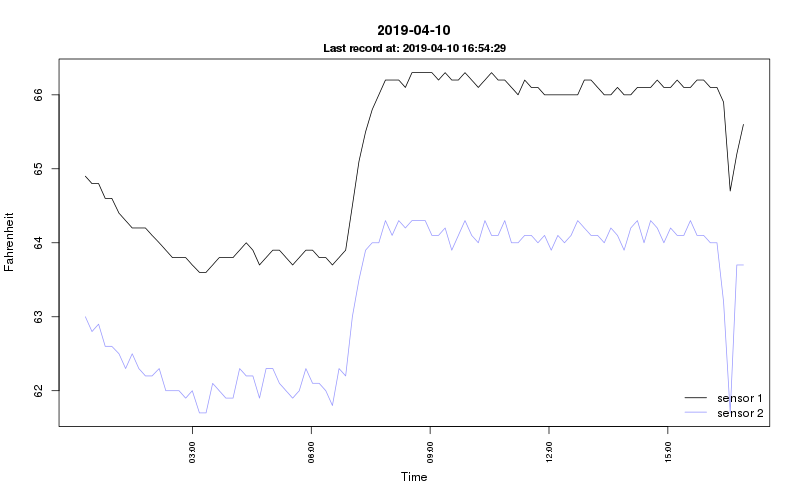 2019-04-10
Last record at: 2019-04-10 16:54:29
Fahrenheit
66
65
64
63
62
sensor 1
sensor 2
03:00
06:00
09:00
12:00
15:00
Time